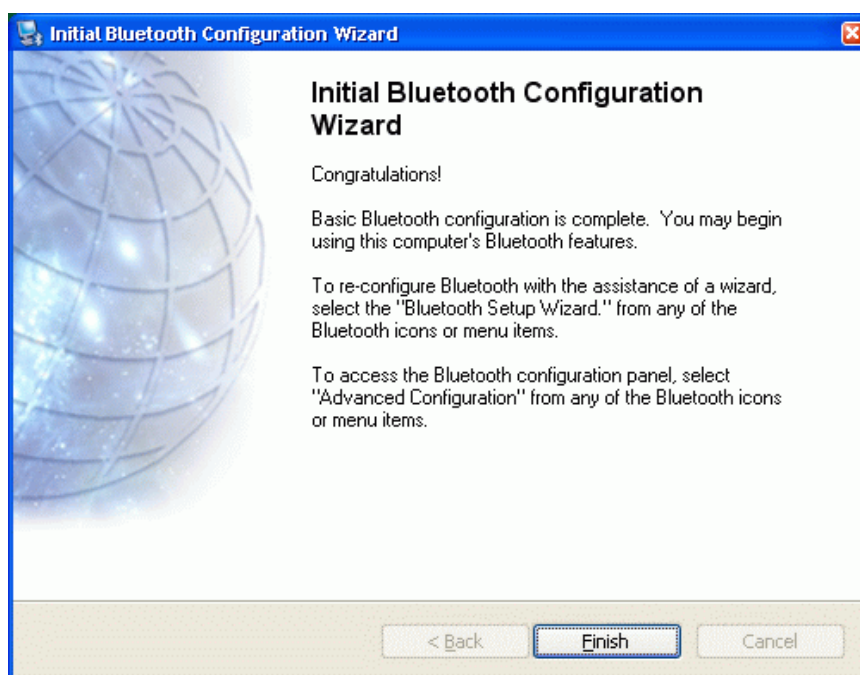 Initial Bluetooth Configuration Wizard
Initial Bluetooth Configuration
Wizard
Congratulations!
Basic Bluetooth configuration is complete.  You may begin
using this computer's Bluetooth features.
To re-configure Bluetooth with the assistance of a wizard,
select the "Bluetooth Setup Wizard." from any of the
Bluetooth icons or menu items.
To access the Bluetooth configuration panel, select
"Advanced Configuration" from any of the Bluetooth icons
or menu items.
< Back
Finish
Cancel